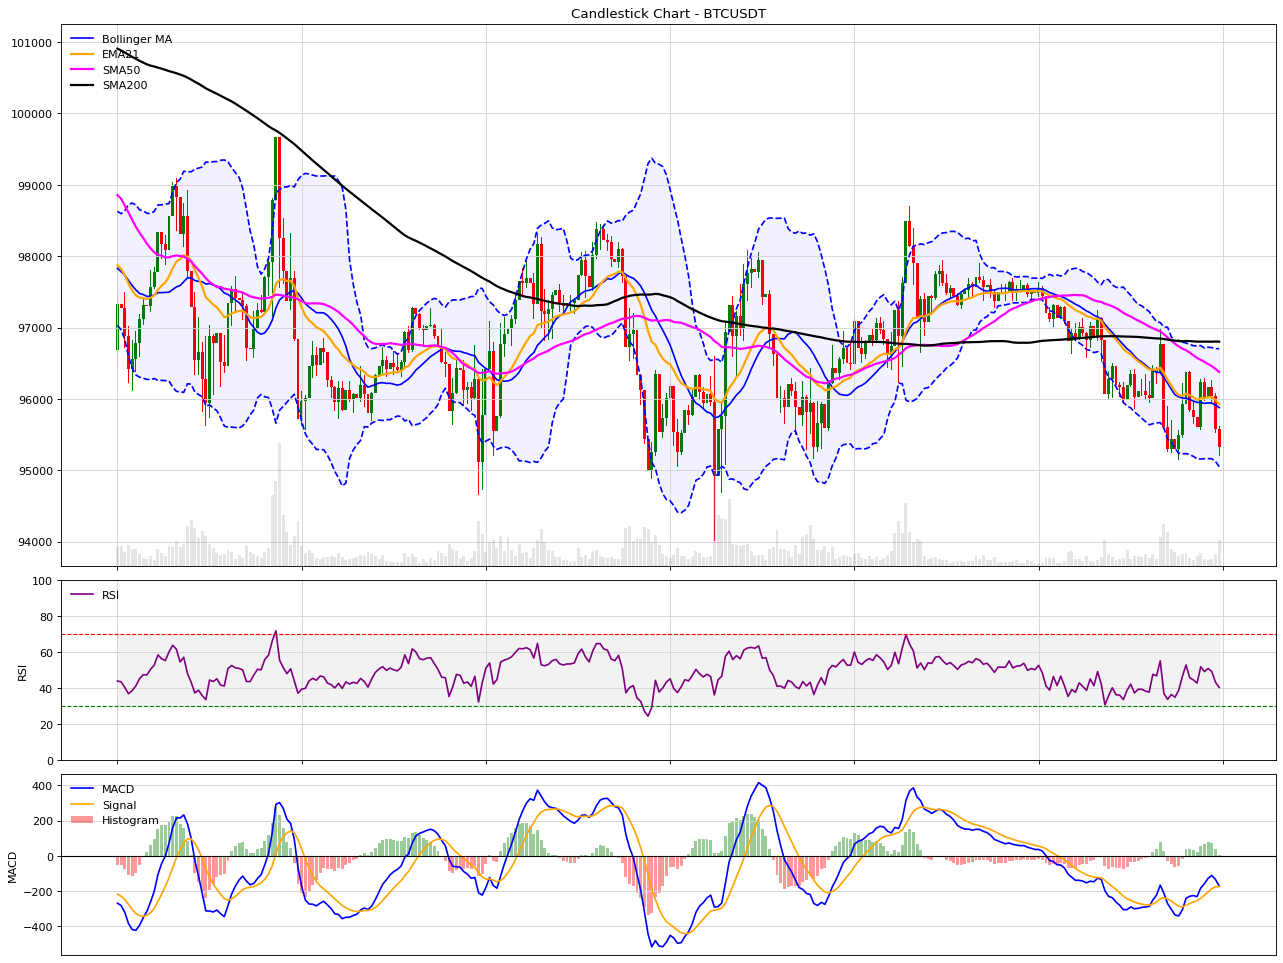 Candlestick Chart - BTCUSDT
Bollinger MA
EMA21
SMA50
SMA200
101000
100000
99000
98000
97000
96000
95000
94000
RSI
100
80
60
40
20
0
RSI
MACD
Signal
Histogram
400
200
0
−200
−400
MACD